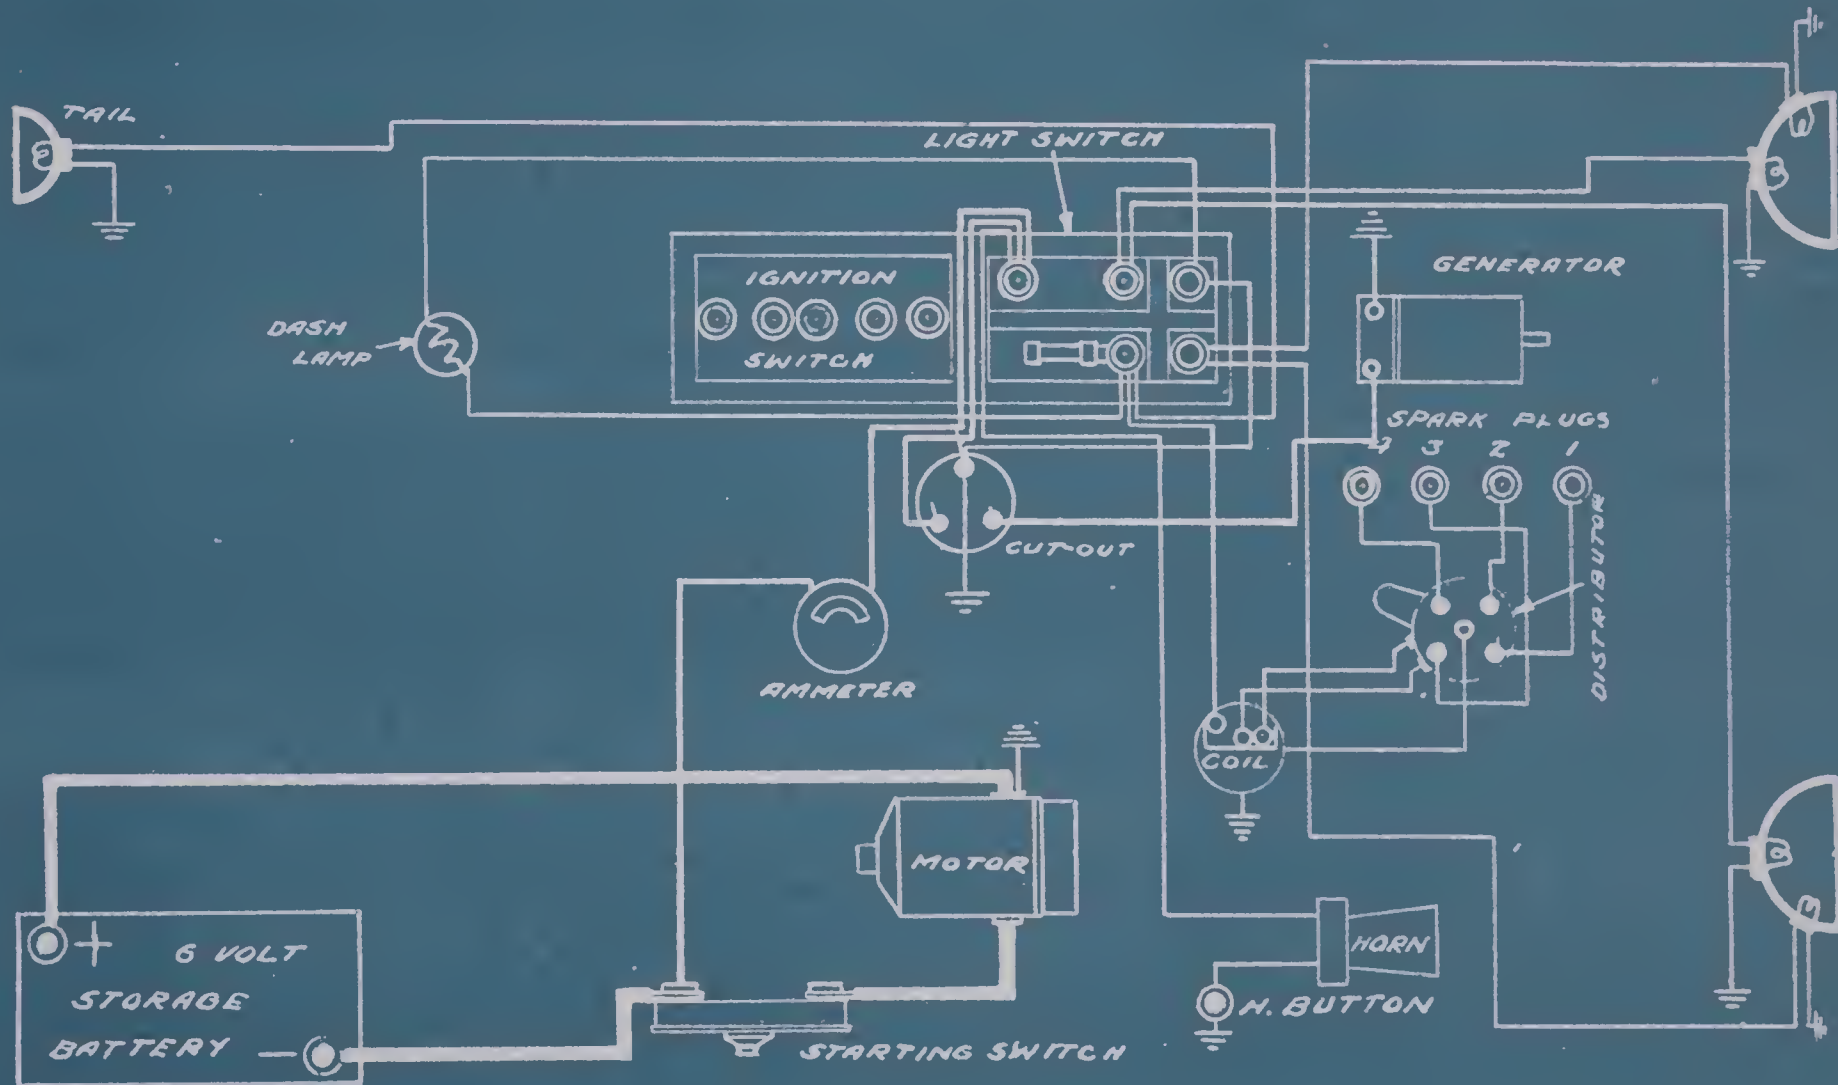 TAIL
LIGHT SWITCH
GENERATOR
IGNITION
SWITCH
DASH
LAMP
SPARK PLUGS
4 3 2 1
CUT-OUT
DISTRIBUTOR
AMMETER
COIL
MOTOR
+ 6 VOLT
STORAGE
BATTERY -
HORN
H. BUTTON
STARTING SWITCH